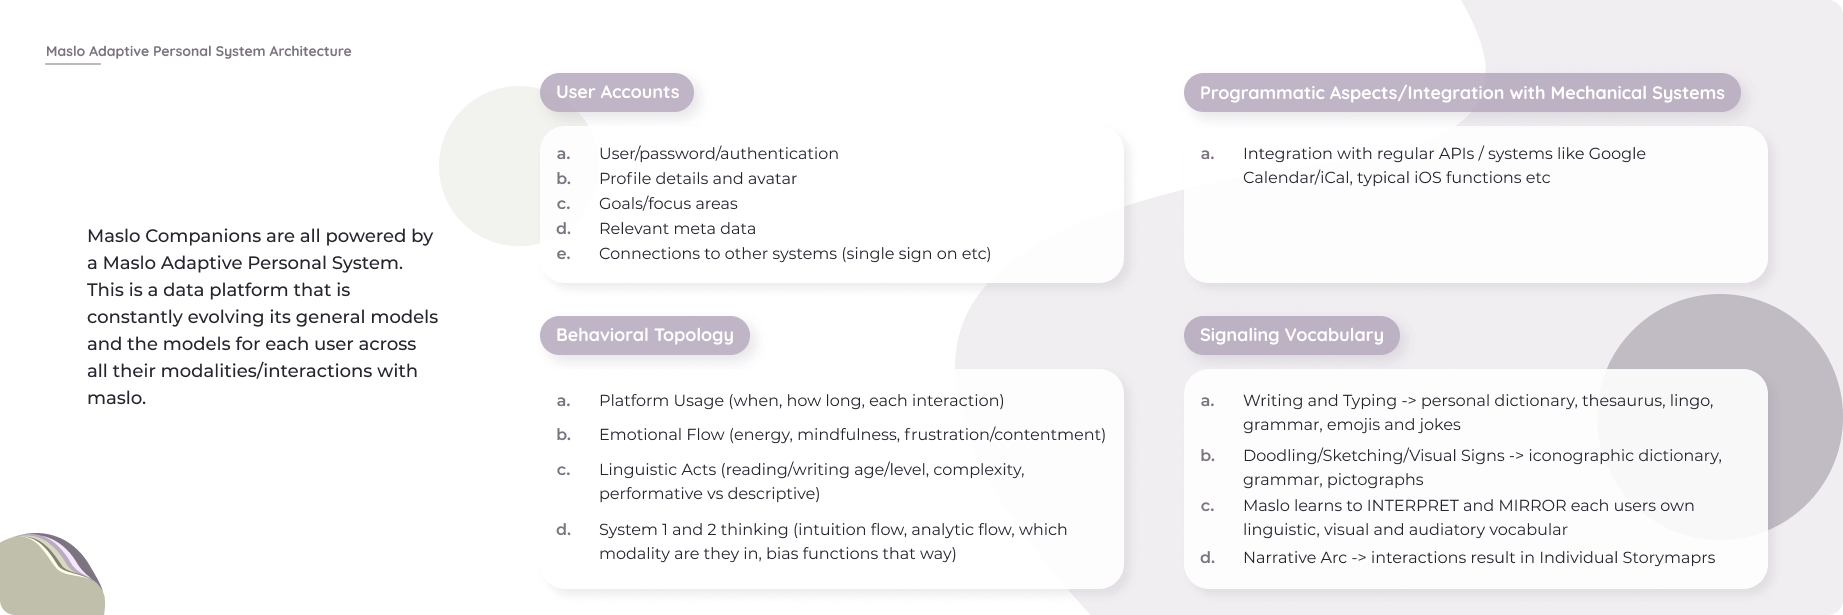 Maslo Adaptive Personal System Architecture
Maslo Companions are all powered by
a Maslo Adaptive Personal System.
This is a data platform that is
constantly evolving its general models
and the models for each user across
all their modalities/interactions with
maslo.
User Accounts
a. User/password/authentication
b. Profile details and avatar
c. Goals/focus areas
d. Relevant meta data
e. Connections to other systems (single sign on etc)
Programmatic Aspects/Integration with Mechanical Systems
a. Integration with regular APIs / systems like Google
Calendar/iCal, typical iOS functions etc
Behavioral Topology
a. Platform Usage (when, how long, each interaction)
b. Emotional Flow (energy, mindfulness, frustration/contentment)
c. Linguistic Acts (reading/writing age/level, complexity,
performative vs descriptive)
d. System 1 and 2 thinking (intuition flow, analytic flow, which
modality are they in, bias functions that way)
Signaling Vocabulary
a. Writing and Typing -> personal dictionary, thesaurus, lingo,
grammar, emojis and jokes
b. Doodling/Sketching/Visual Signs -> iconographic dictionary,
grammar, pictographs
c. Maslo learns to INTERPRET and MIRROR each users own
linguistic, visual and audiatory vocabular
d. Narrative Arc -> interactions result in Individual Storymaprs